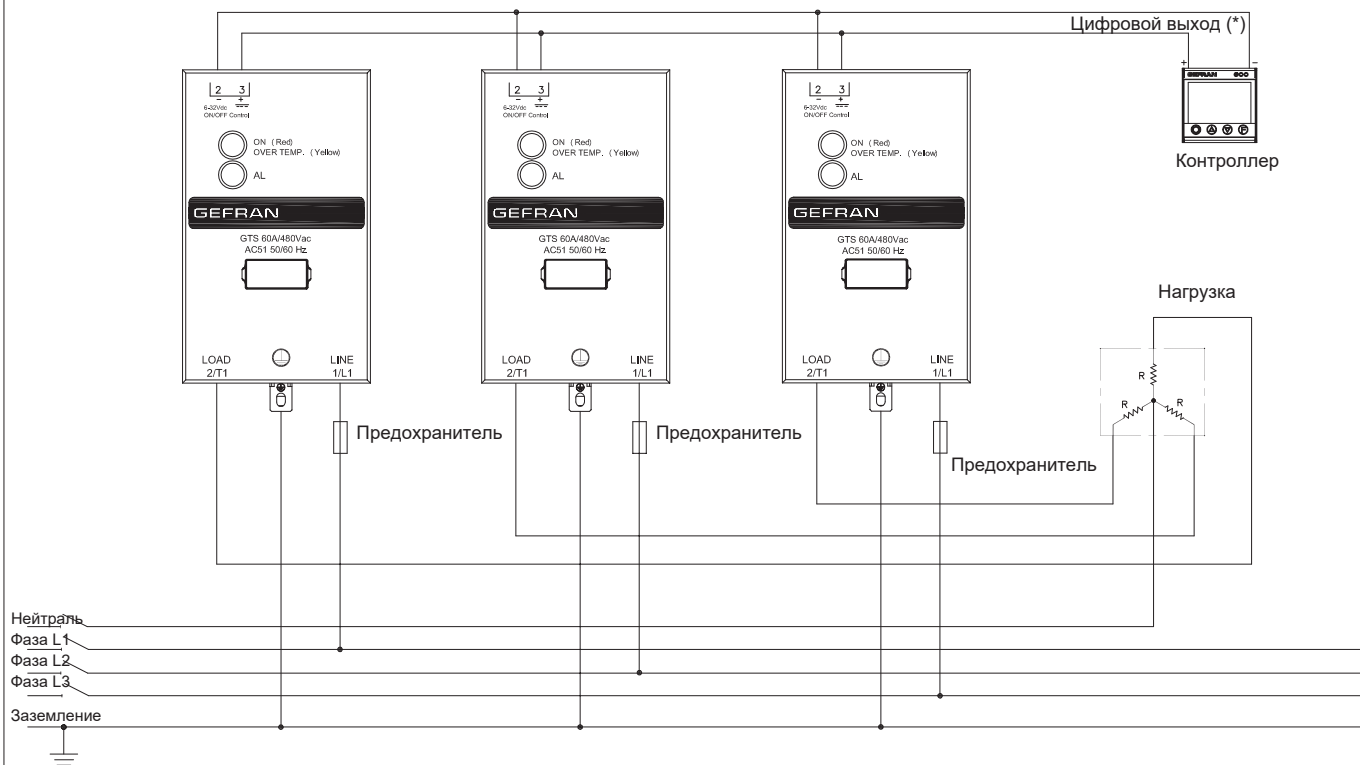 Цифровой выход (*)
+ −
GEFRAN 600
F
Контроллер
2 3
− +
6-32Vdc
ON/OFF Control
ON (Red)
OVER TEMP. (Yellow)
AL
GEFRAN
GTS 60A/480Vac
AC51 50/60 Hz
LOAD
2/T1
LINE
1/L1
Предохранитель
2 3
− +
6-32Vdc
ON/OFF Control
ON (Red)
OVER TEMP. (Yellow)
AL
GEFRAN
GTS 60A/480Vac
AC51 50/60 Hz
LOAD
2/T1
LINE
1/L1
Предохранитель
2 3
− +
6-32Vdc
ON/OFF Control
ON (Red)
OVER TEMP. (Yellow)
AL
GEFRAN
GTS 60A/480Vac
AC51 50/60 Hz
LOAD
2/T1
LINE
1/L1
Предохранитель
Нагрузка
R
R
R
Нейтраль
Фаза L1
Фаза L2
Фаза L3
Заземление